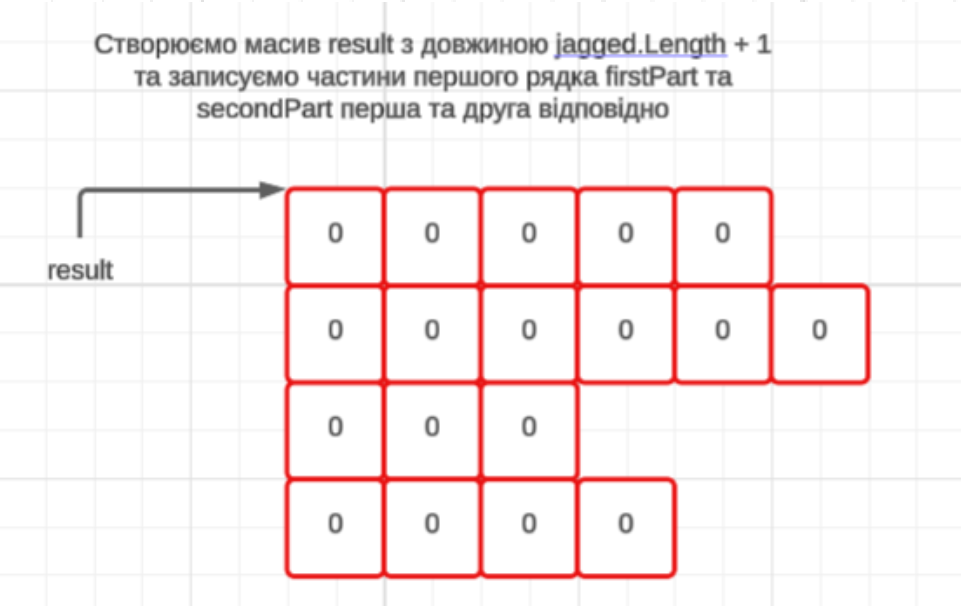 Створюємо масив result з довжиною jagged.Length + 1
та записуємо частини першого рядка firstPart та
secondPart перша та друга відповідно
result
0 0 0 0 0
0 0 0 0 0 0
0 0 0
0 0 0 0